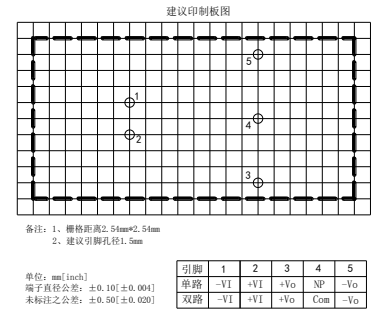 建议印制板图
5
1
4
2
3
备注：1、栅格距离2.54mm*2.54mm
2、建议引脚孔径1.5mm
单位：mm[inch]
端子直径公差：±0.10[±0.004]
未标注之公差：±0.50[±0.020]
引脚 1 2 3 4 5
单路 -VI +VI +Vo NP -Vo
双路 -VI +VI +Vo Com -Vo